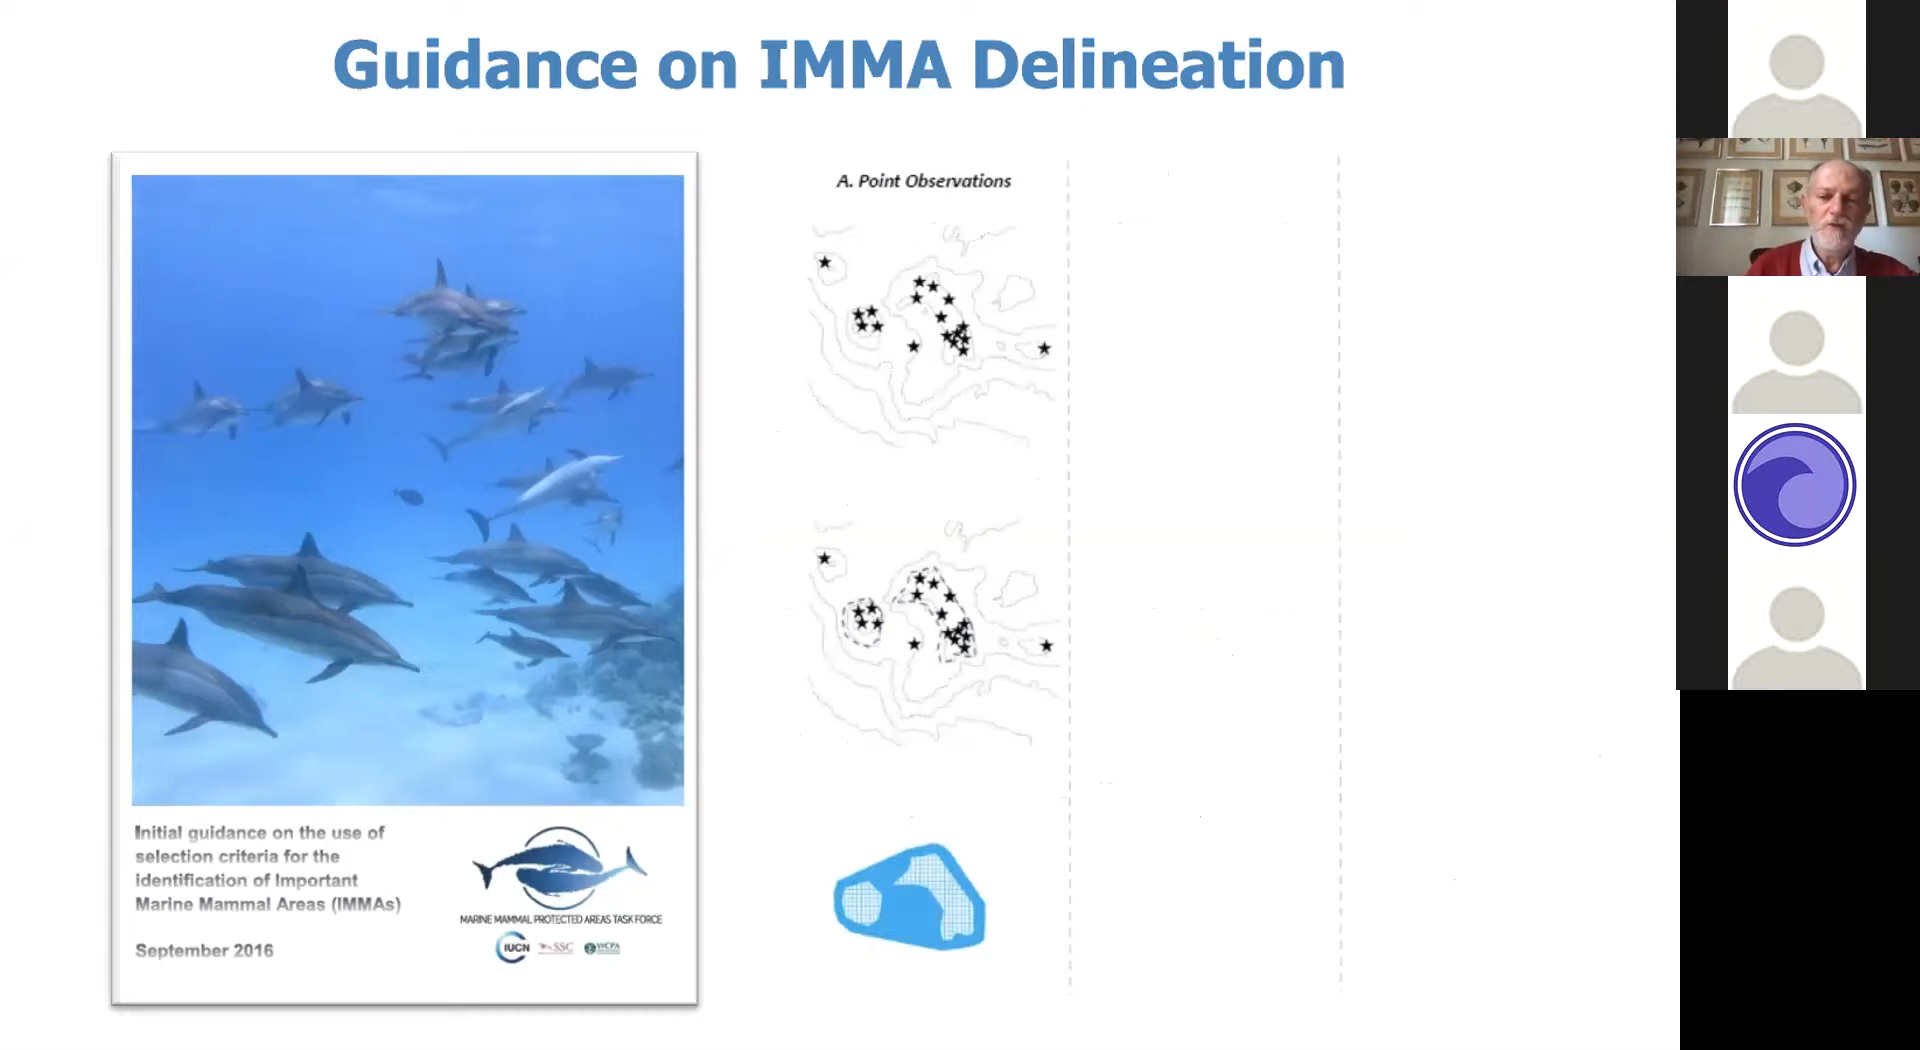 Guidance on IMMA Delineation
A. Point Observations
Initial guidance on the use of
selection criteria for the
identification of Important
Marine Mammal Areas (IMMAs)
September 2016
MARINE MAMMAL PROTECTED AREAS TASK FORCE
IUCN SSC WCPA